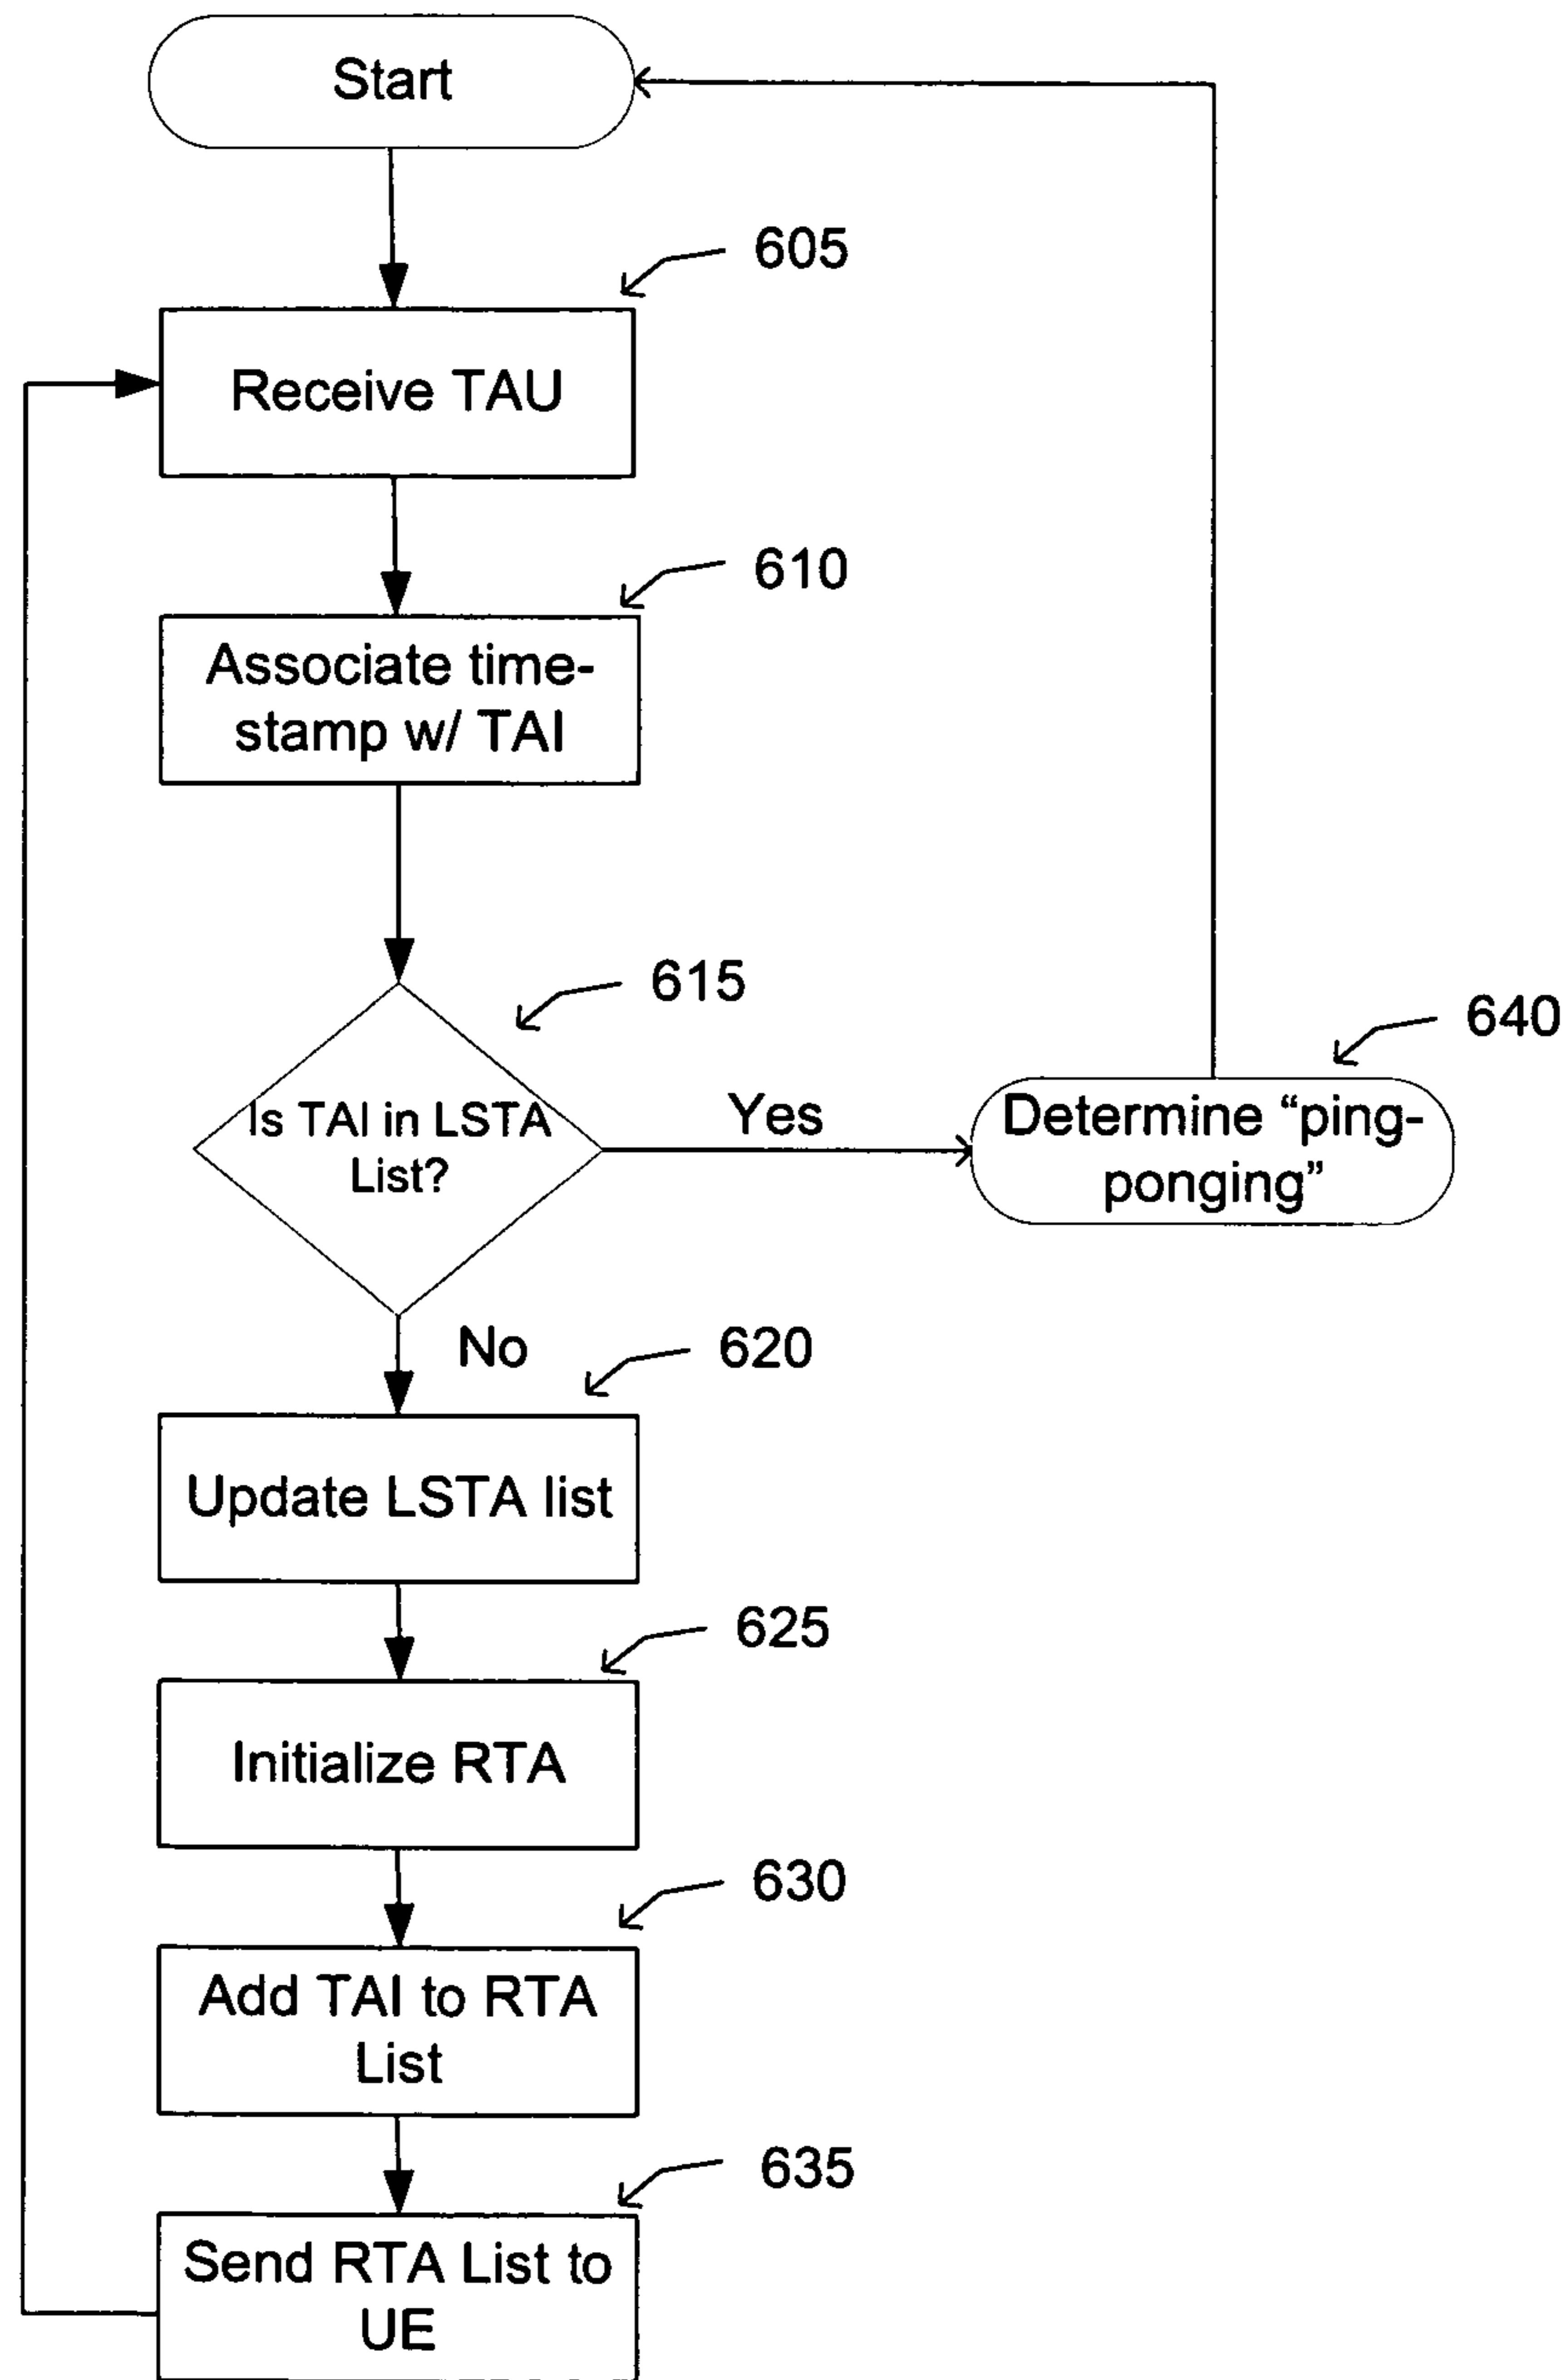 Start
605
Receive TAU
610
Associate time-
stamp w/ TAI
615
Is TAI in LSTA
List?
Yes
640
Determine “ping-
ponging”
No
620
Update LSTA list
625
Initialize RTA
630
Add TAI to RTA
List
635
Send RTA List to
UE